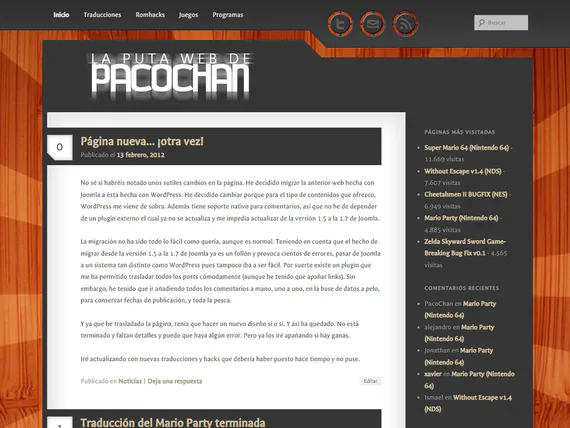 Inicio Traducciones Romhacks Juegos Programas
Buscar
LA PUTA WEB DE
PACOCHAN
0
Página nueva... ¡otra vez!
Publicado el 13 febrero, 2012
No sé si habréis notado unos sutiles cambios en la página. He decidido migrar la anterior web hecha con
Joomla a ésta hecha con WordPress. He decidido cambiar porque para el tipo de contenidos que ofrezco,
WordPress me viene de sobra. Además tiene soporte nativo para comentarios, así que no he de depender
de un plugin externo el cual ya no se actualiza y me impedía actualizar de la versión 1.5 a la 1.7 de Joomla.
La migración no ha sido todo lo fácil como quería, aunque es normal. Teniendo en cuenta que el hecho de
migrar desde la versión 1.5 a la 1.7 de Joomla ya es un follón y provoca cientos de errores, pasar de Joomla
a un sistema tan distinto como WordPress pues tampoco iba a ser fácil. Por suerte existe un plugin que
me ha permitido trasladar todos los posts cómodamente (aunque he tenido que apañar links). Sin
embargo, he tenido que ir añadiendo todos los comentarios a mano, uno a uno, en la base de datos a pelo,
para conservar fechas de publicación, y toda la pesca.
Y ya que he trasladado la página, tenía que hacer un nuevo diseño sí o sí. Y así ha quedado. No está
terminado y faltan detalles y puede que haya algún error. Pero ya los iré apañando si hay ganas.
Iré actualizando con nuevas traducciones y hacks que debería haber puesto hace tiempo y no puse.
Publicado en Noticias | Deja una respuesta
Editar
1
Traducción del Mario Party terminada
PÁGINAS MÁS VISITADAS
Super Mario 64 (Nintendo 64) -
11.669 visitas
Without Escape v1.4 (NDS) -
7.607 visitas
Cheetahmen II BUGFIX (NES) -
6.949 visitas
Mario Party (Nintendo 64) -
4.885 visitas
Zelda Skyward Sword Game-
Breaking Bug Fix v0.1 - 4.565
visitas
COMENTARIOS RECIENTES
PacoChan en Mario Party
(Nintendo 64)
alejandro en Mario Party
(Nintendo 64)
Jonathan en Mario Party
(Nintendo 64)
xavier en Mario Party (Nintendo
64)
Ismael en Without Escape v1.4
(NDS)